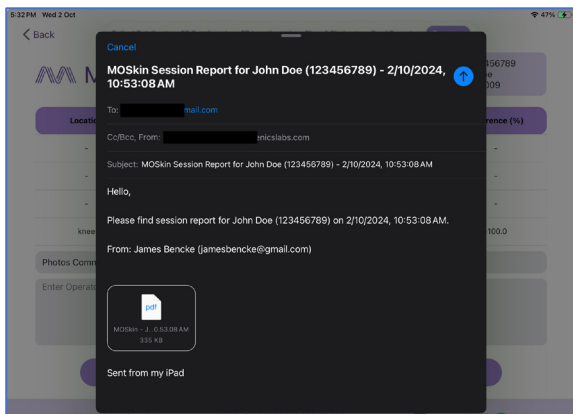 5:32 PM Wed 2 Oct
47%
Back
Cancel
MOSkin Session Report for John Doe (123456789) - 2/10/2024,
10:53:08 AM
To: mail.com
Cc/Bcc, From: enicslabs.com
Subject: MOSkin Session Report for John Doe (123456789) - 2/10/2024, 10:53:08 AM
Hello,
Please find session report for John Doe (123456789) on 2/10/2024, 10:53:08 AM.
From: James Bencke (jamesbencke@gmail.com)
pdf
MOSkin - J...0.53.08 AM
335 KB
Sent from my iPad
M
456789
009
Locatio
rence (%)
-
-
-
-
-
-
knee
100.0
Photos Comm
Enter Operato